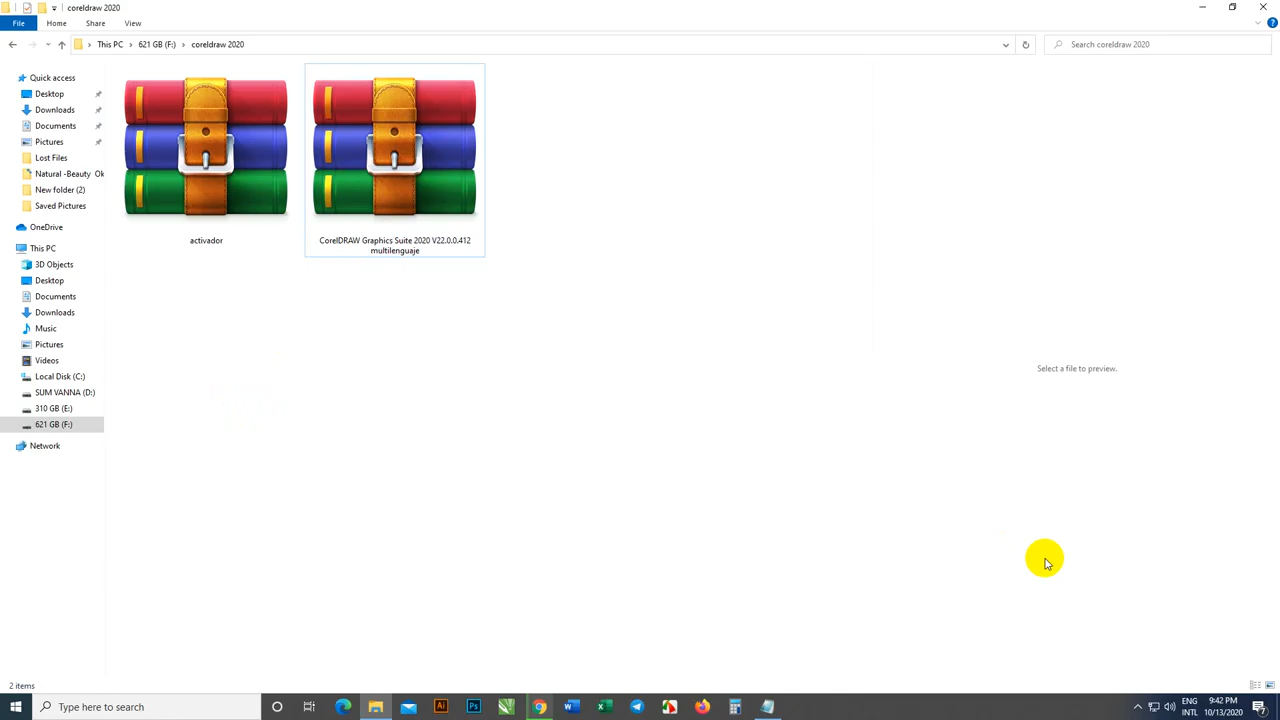 coreldraw 2020
File Home Share View
This PC 621 GB (F:) coreldraw 2020
Search coreldraw 2020
Quick access
Desktop
Downloads
Documents
Pictures
Lost Files
Natural -Beauty Ok
New folder (2)
Saved Pictures
OneDrive
This PC
3D Objects
Desktop
Documents
Downloads
Music
Pictures
Videos
Local Disk (C:)
SUM VANNA (D:)
310 GB (E:)
621 GB (F:)
Network
activador
CorelDRAW Graphics Suite 2020 V22.0.0.412
multilenguaje
Select a file to preview.
2 items
Type here to search
Ai
Ps
ENG
INTL
9:42 PM
10/13/2020